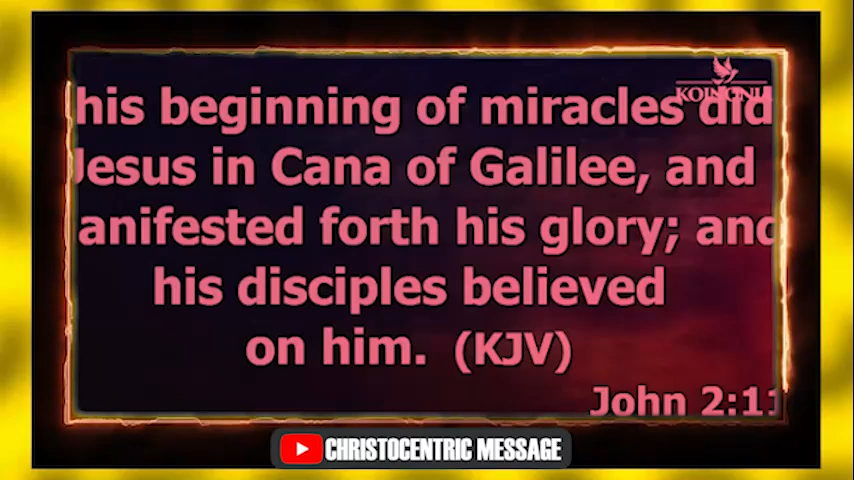 his beginning of miracles did
Jesus in Cana of Galilee, and
anifested forth his glory; and
his disciples believed
on him. (KJV)
John 2:11
KOINONIA
CHRISTOCENTRIC MESSAGE